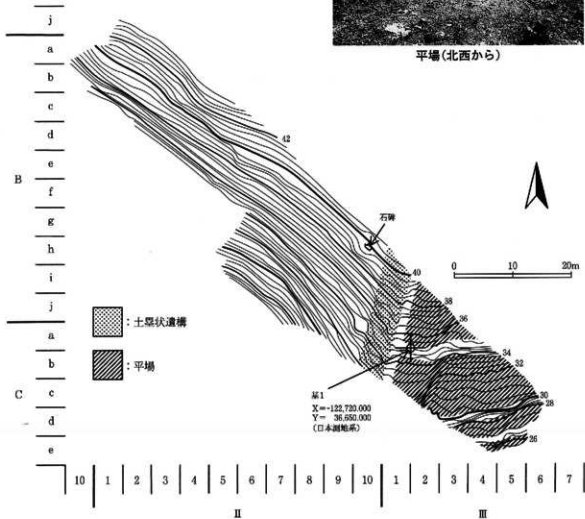 平場(北西から)
j
a
b
c
d
e
f
g
h
i
j
a
b
c
d
e
B
C
42
石碑
40
38
36
34
32
30
28
26
0 10 20m
:土塁状遺構
:平場
基1
X=-122,720.000
Y= 36,650.000
(日本測地系)
10 1 2 3 4 5 6 7 8 9 10 1 2 3 4 5 6 7
II III